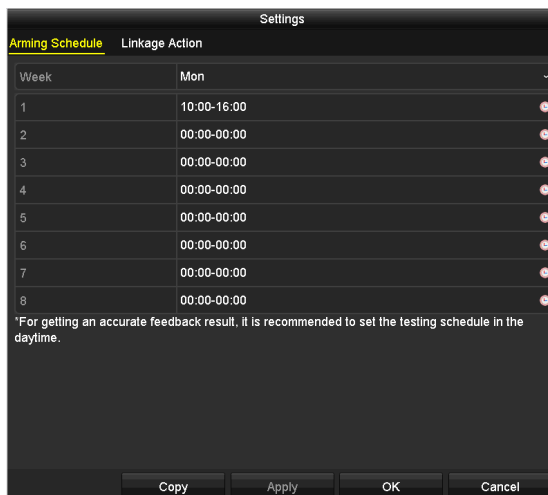 Settings
Arming Schedule Linkage Action
Week Mon
1 10:00-16:00
2 00:00-00:00
3 00:00-00:00
4 00:00-00:00
5 00:00-00:00
6 00:00-00:00
7 00:00-00:00
8 00:00-00:00
*For getting an accurate feedback result, it is recommended to set the testing schedule in the
daytime.
Copy Apply OK Cancel